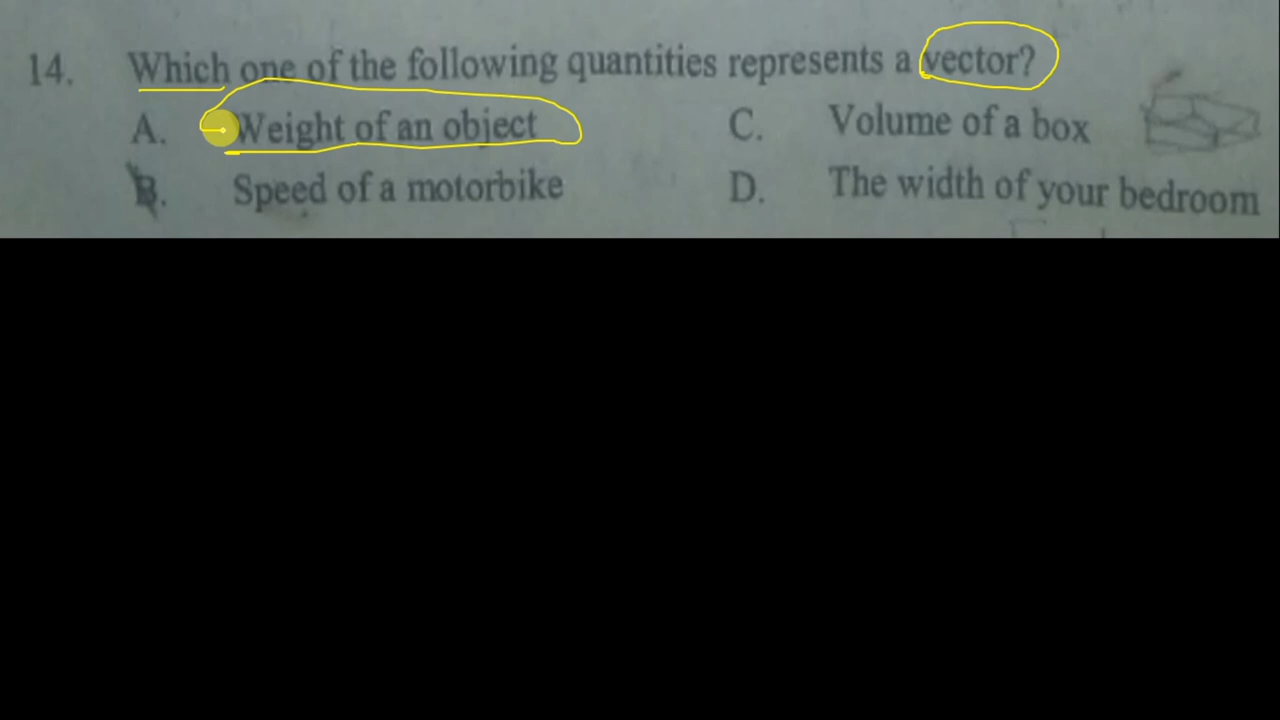 14. Which one of the following quantities represents a vector?
A. Weight of an object C. Volume of a box
B. Speed of a motorbike D. The width of your bedroom